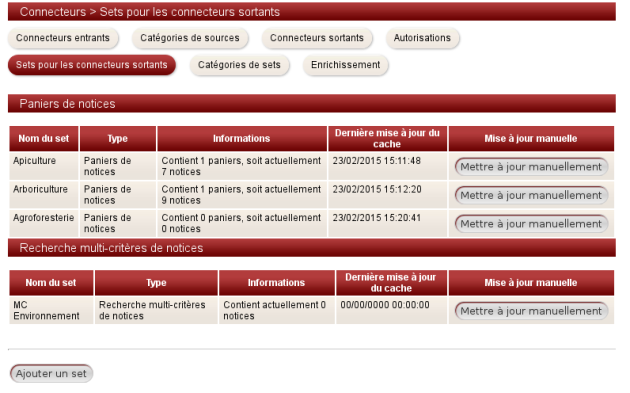 Connecteurs > Sets pour les connecteurs sortants
Connecteurs entrants Catégories de sources Connecteurs sortants Autorisations
Sets pour les connecteurs sortants Catégories de sets Enrichissement
Paniers de notices
Nom du set Type Informations Dernière mise à jour du cache Mise à jour manuelle
Apiculture Paniers de notices Contient 1 paniers, soit actuellement 7 notices 23/02/2015 15:11:48 Mettre à jour manuellement
Arboriculture Paniers de notices Contient 1 paniers, soit actuellement 9 notices 23/02/2015 15:12:20 Mettre à jour manuellement
Agroforesterie Paniers de notices Contient 0 paniers, soit actuellement 0 notices 23/02/2015 15:20:41 Mettre à jour manuellement
Recherche multi-critères de notices
Nom du set Type Informations Dernière mise à jour du cache Mise à jour manuelle
MC Environnement Recherche multi-critères de notices Contient actuellement 0 notices 00/00/0000 00:00:00 Mettre à jour manuellement
Ajouter un set